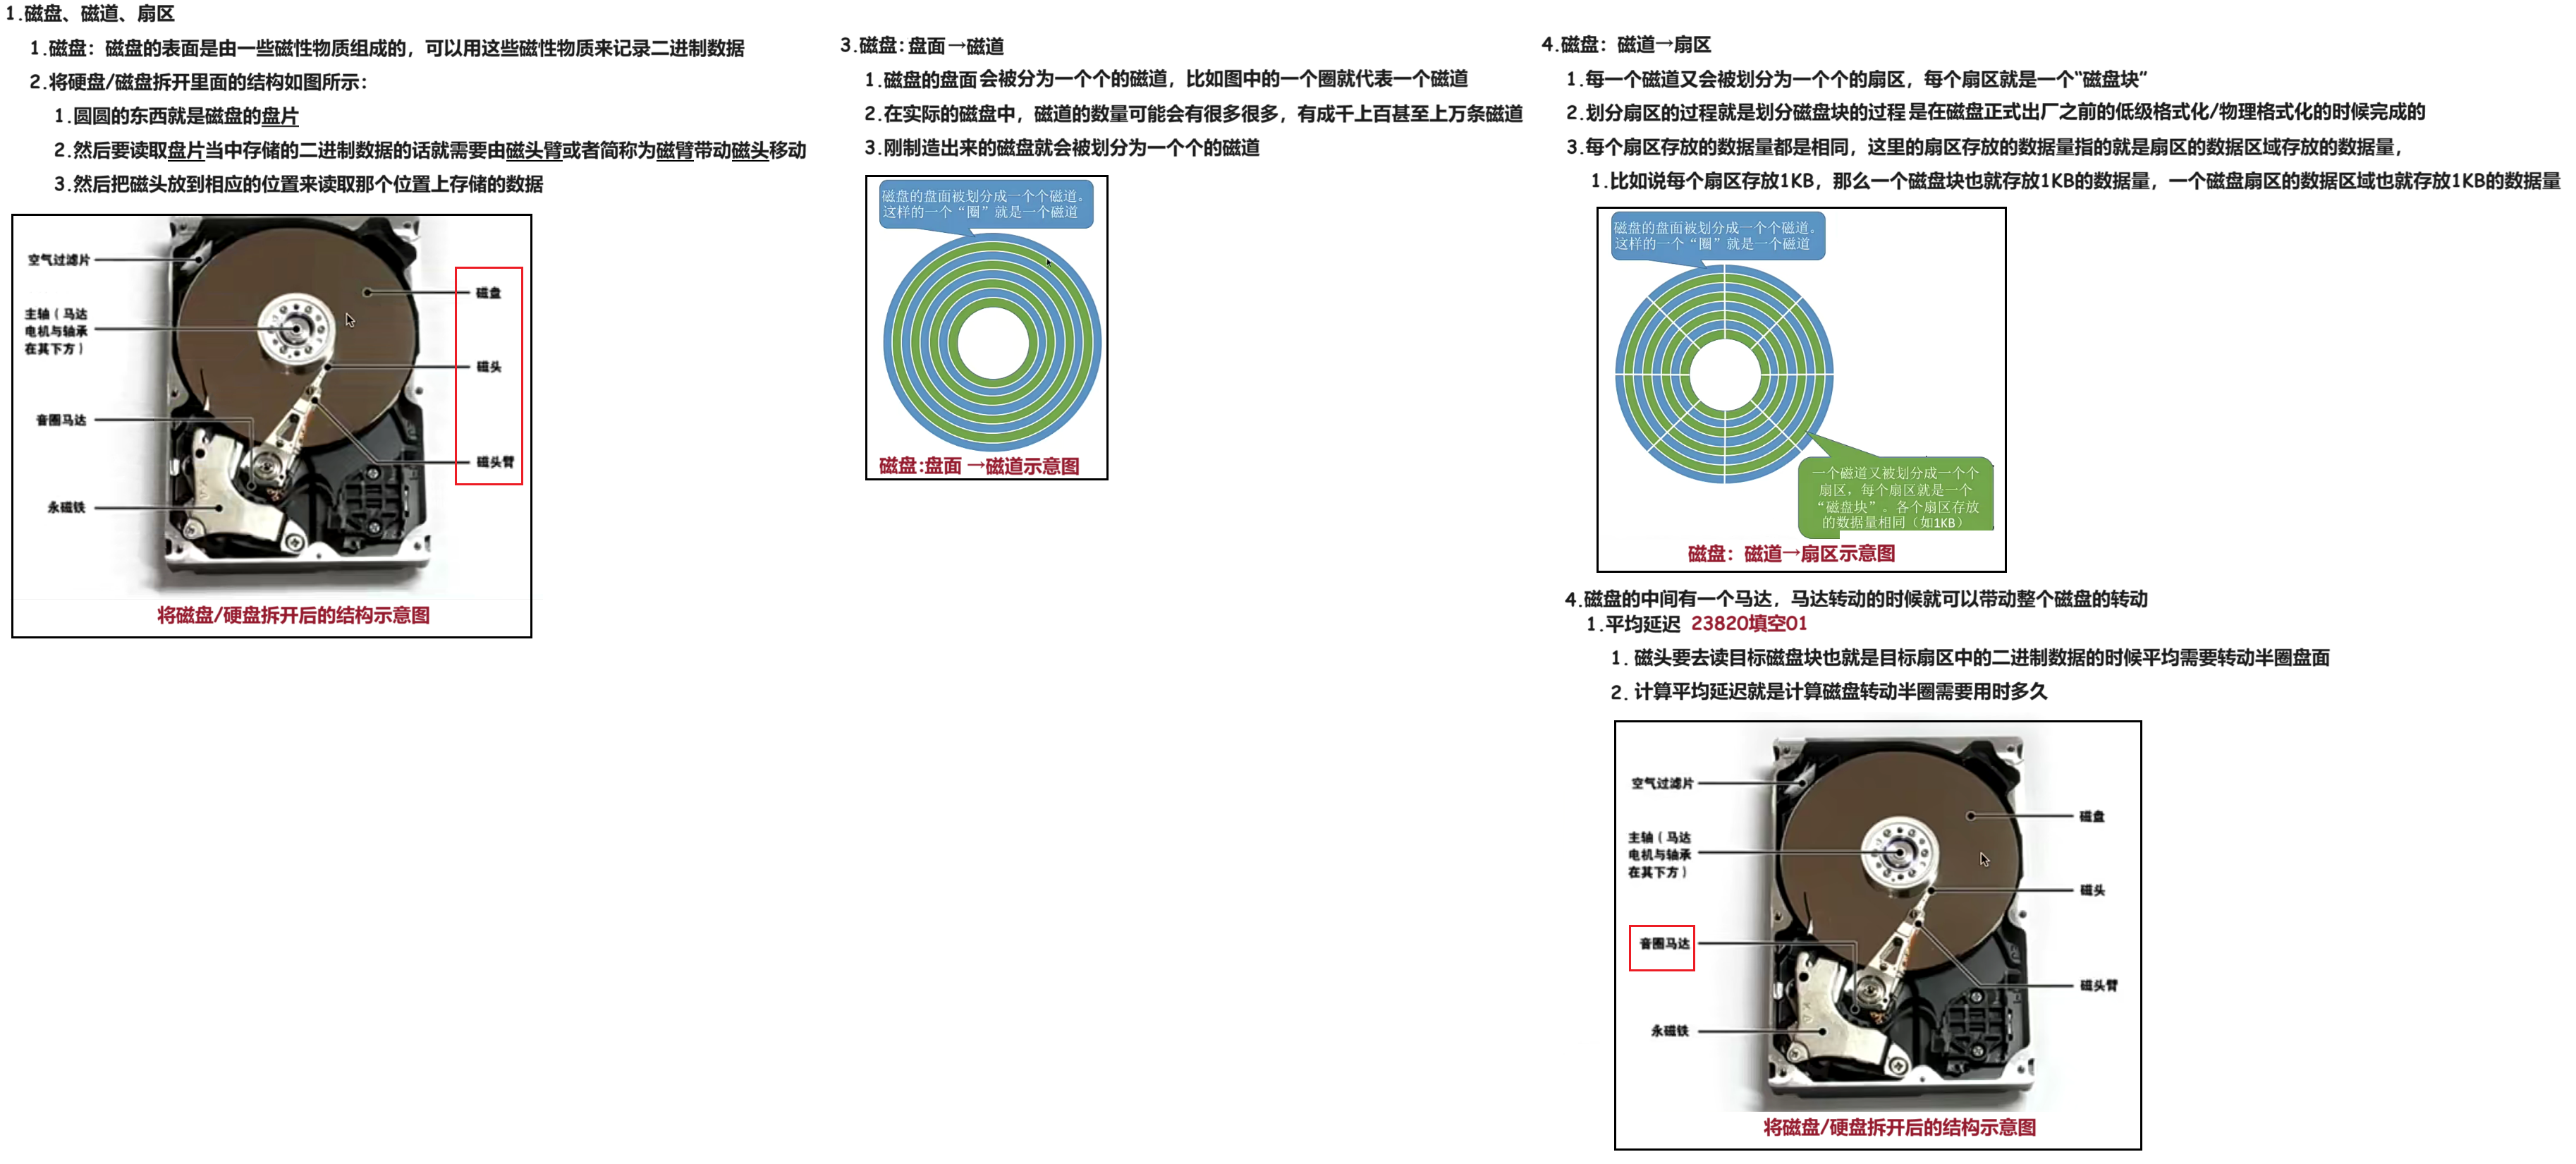 1.磁盘、磁道、扇区
1.磁盘：磁盘的表面是由一些磁性物质组成的，可以用这些磁性物质来记录二进制数据
2.将硬盘/磁盘拆开里面的结构如图所示：
1.圆圆的东西就是磁盘的盘片
2.然后要读取盘片当中存储的二进制数据的话就需要由磁头臂或者简称为磁臂带动磁头移动
3.然后把磁头放到相应的位置来读取那个位置上存储的数据
空气过滤片
磁盘
主轴（马达
电机与轴承
在其下方）
磁头
音圈马达
磁头臂
永磁铁
将磁盘/硬盘拆开后的结构示意图
3.磁盘：盘面→磁道
1.磁盘的盘面会被分为一个个的磁道，比如图中的一个圈就代表一个磁道
2.在实际的磁盘中，磁道的数量可能会有很多很多，有成千上百甚至上万条磁道
3.刚制造出来的磁盘就会被划分为一个个的磁道
磁盘的盘面被划分成一个个磁道。
这样的一个“圈”就是一个磁道
磁盘:盘面→磁道示意图
4.磁盘：磁道→扇区
1.每一个磁道又会被划分为一个个的扇区，每个扇区就是一个“磁盘块”
2.划分扇区的过程就是划分磁盘块的过程是在磁盘正式出厂之前的低级格式化/物理格式化的时候完成的
3.每个扇区存放的数据量都是相同，这里的扇区存放的数据量指的就是扇区的数据区域存放的数据量，
1.比如说每个扇区存放1KB，那么一个磁盘块也就存放1KB的数据量，一个磁盘扇区的数据区域也就存放1KB的数据量
磁盘的盘面被划分成一个个磁道。
这样的一个“圈”就是一个磁道
一个磁道又被划分成一个个
扇区，每个扇区就是一个
“磁盘块”。各个扇区存放
的数据量相同（如1KB）
磁盘：磁道→扇区示意图
4.磁盘的中间有一个马达，马达转动的时候就可以带动整个磁盘的转动
1.平均延迟 23820填空01
1. 磁头要去读目标磁盘块也就是目标扇区中的二进制数据的时候平均需要转动半圈盘面
2. 计算平均延迟就是计算磁盘转动半圈需要用时多久
空气过滤片
磁盘
主轴（马达
电机与轴承
在其下方）
磁头
音圈马达
磁头臂
永磁铁
将磁盘/硬盘拆开后的结构示意图